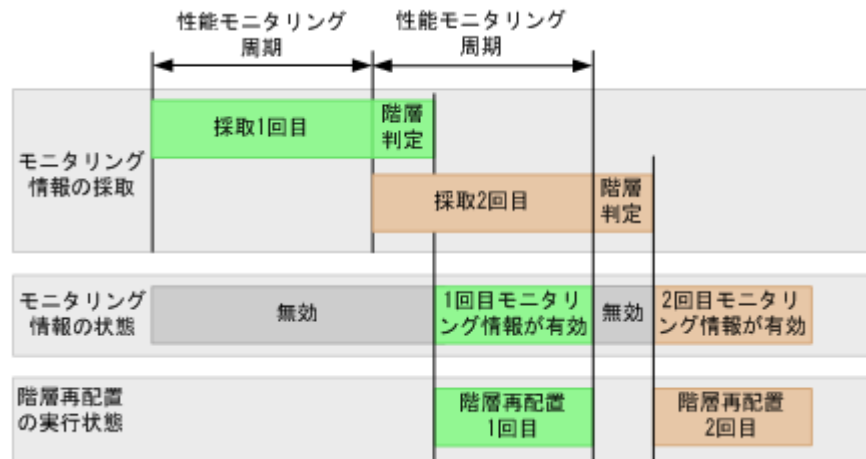 性能モニタリング
周期
性能モニタリング
周期
モニタリング
情報の採取
採取1回目
階層
判定
採取2回目
階層
判定
モニタリング
情報の状態
無効
1回目モニタリ
ング情報が有効
無効
2回目モニタリ
ング情報が有効
階層再配置
の実行状態
階層再配置
1回目
階層再配置
2回目